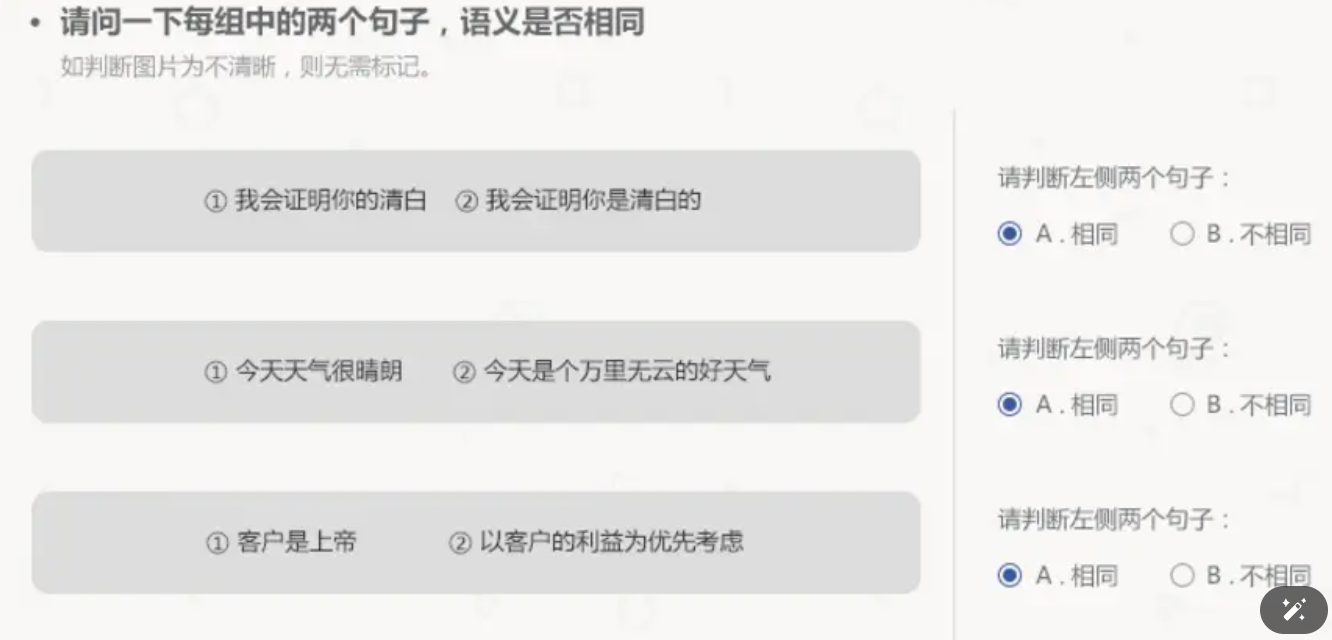 • 请问一下每组中的两个句子，语义是否相同
如判断图片为不清晰，则无需标记。
① 我会证明你的清白 ② 我会证明你是清白的
请判断左侧两个句子：
A . 相同 B . 不相同
① 今天天气很晴朗 ② 今天是个万里无云的好天气
请判断左侧两个句子：
A . 相同 B . 不相同
① 客户是上帝 ② 以客户的利益为优先考虑
请判断左侧两个句子：
A . 相同 B . 不相同